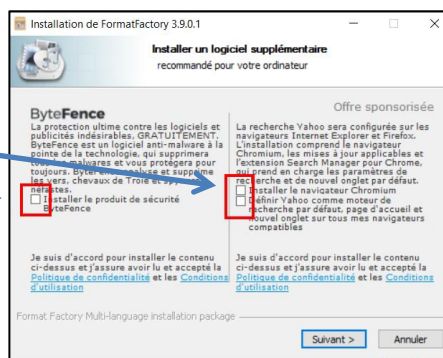 Installation de FormatFactory 3.9.0.1
Installer un logiciel supplémentaire
recommandé pour votre ordinateur
Offre sponsorisée
ByteFence
La protection ultime contre les logiciels et
publicités indésirables, GRATUITEMENT.
ByteFence est un logiciel anti-malware à la
pointe de la technologie, qui supprimera
tous les malwares et vous protégera pour
toujours. ByteFence analyse et supprime
les vers, chevaux de Troie et spywares
néfastes.
Installer le produit de sécurité
ByteFence
La recherche Yahoo sera configurée sur les
navigateurs Internet Explorer et Firefox.
L'installation comprend le navigateur
Chromium, les mises à jour applicables et
l'extension Search Manager pour Chrome,
qui prend en charge les paramètres de
recherche et de nouvel onglet par défaut.
Installer le navigateur Chromium
Définir Yahoo comme moteur de
recherche par défaut, page d'accueil et
nouvel onglet sur tous mes navigateurs
compatibles
Je suis d'accord pour installer le contenu
ci-dessus et j'assure avoir lu et accepté la
Politique de confidentialité et les Conditions
d'utilisation
Je suis d'accord pour installer le contenu
ci-dessus et j'assure avoir lu et accepté la
Politique de confidentialité et les Conditions
d'utilisation
Format Factory Multi-language installation package
Suivant >
Annuler